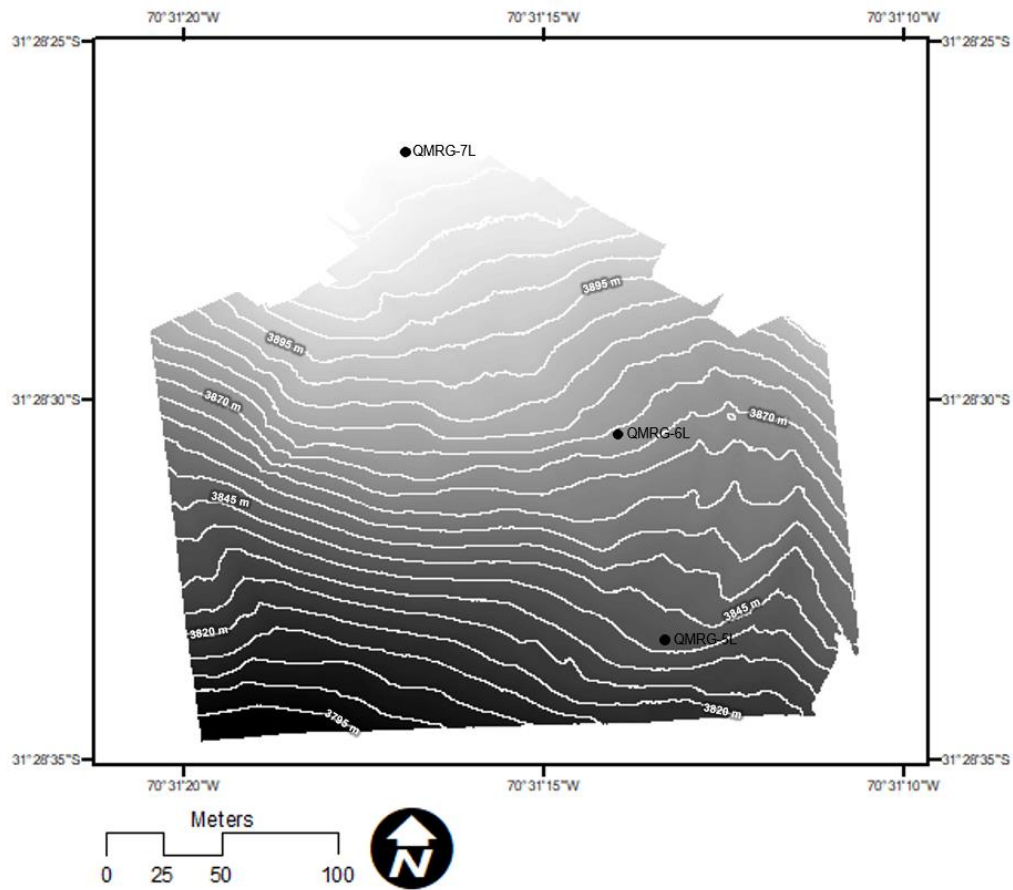 70°31'20"W 70°31'15"W 70°31'10"W
31°28'25"S 31°28'25"S
QMRG-7L
3895 m
3895 m
31°28'30"S 31°28'30"S
3870 m
3870 m
QMRG-6L
3845 m
3845 m
3820 m
QMRG-5L
3820 m
3795 m
31°28'35"S 31°28'35"S
70°31'20"W 70°31'15"W 70°31'10"W
Meters
0 25 50 100
N